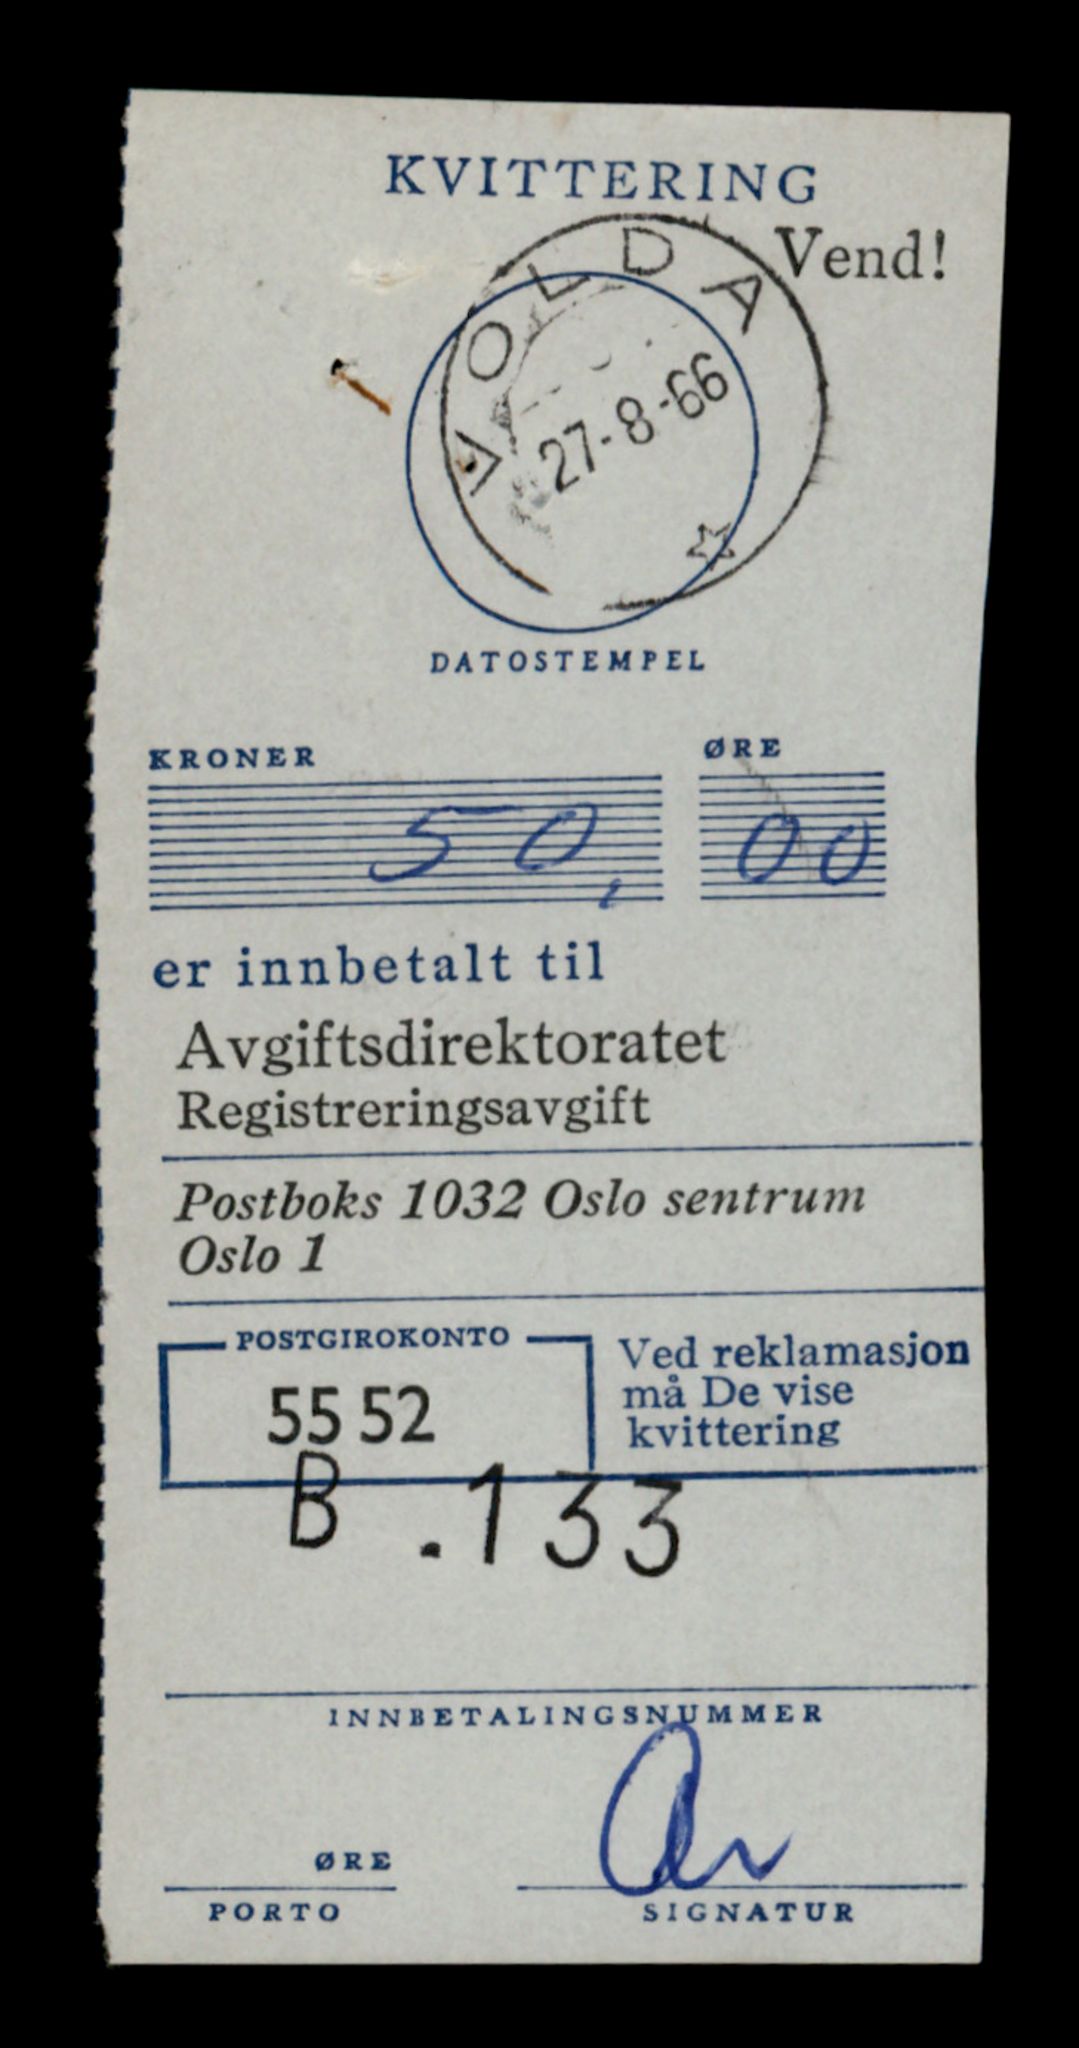 KVITTERING
Vend!
VOLDA
27-8-66
DATOSTEMPEL
KRONER ØRE
50, 00
er innbetalt til
Avgiftsdirektoratet
Registreringsavgift
Postboks 1032 Oslo sentrum
Oslo 1
POSTGIROKONTO
55 52
Ved reklamasjon
må De vise
kvittering
B .133
INNBETALINGSNUMMER
ØRE
PORTO
SIGNATUR